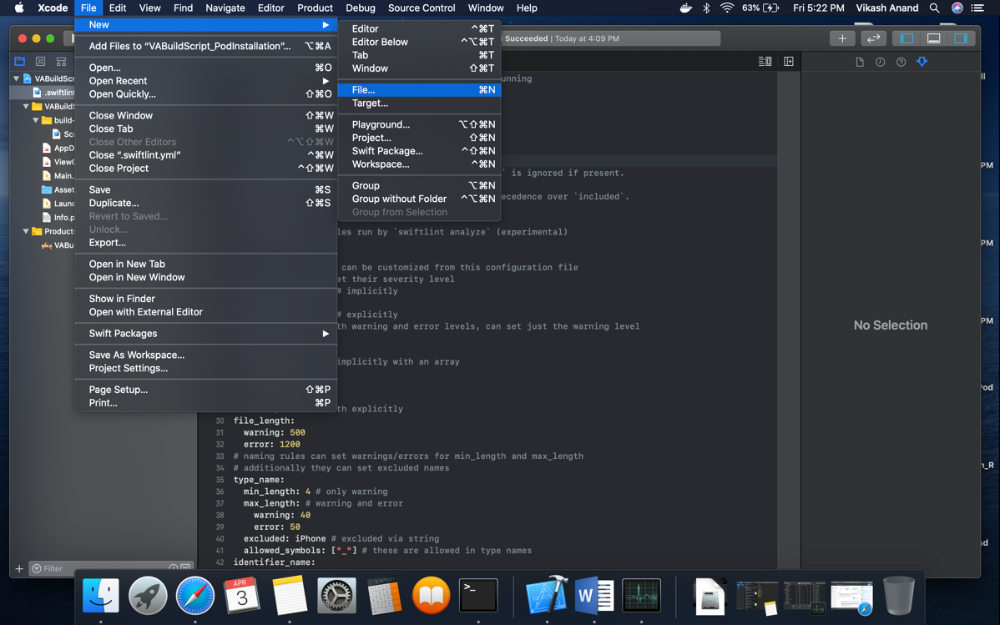 Xcode File Edit View Find Navigate Editor Product Debug Source Control Window Help 63% Fri 5:22 PM Vikash Anand
New ▶
Add Files to “VABuildScript_PodInstallation”... ⌥⌘A
Open... ⌘O
Open Recent ▶
Open Quickly... ⇧⌘O
Close Window ⇧⌘W
Close Tab ⌘W
Close Other Editors ⌃⌥⇧⌘W
Close “.swiftlint.yml” ⌃⌘W
Close Project ⌃⇧⌘W
Save ⌘S
Duplicate... ⇧⌘S
Revert to Saved...
Unlock...
Export...
Open in New Tab
Open in New Window
Show in Finder
Open with External Editor
Swift Packages ▶
Save As Workspace...
Project Settings...
Page Setup... ⇧⌘P
Print... ⌘P
Editor ⌃⌘T
Editor Below ⌃⌥⌘T
Tab ⌘T
Window ⇧⌘T
File... ⌘N
Target...
Playground... ⌥⇧⌘N
Project... ⇧⌘N
Swift Package... ⌃⇧⌘N
Workspace... ⌃⌘N
Group ⌥⌘N
Group without Folder ⌃⌥⌘N
Group from Selection
Succeeded | Today at 4:09 PM
VABuildScr
.swiftlint
VABuildS
build-
Sc
AppD
ViewC
Main.
Asset
Launc
Info.p
Products
VABu
Filter
unning
` is ignored if present.
ecedence over `included`.
les run by `swiftlint analyze` (experimental)
can be customized from this configuration file
et their severity level
# implicitly
# explicitly
th warning and error levels, can set just the warning level
implicitly with an array
th explicitly
30 file_length:
31 warning: 500
32 error: 1200
33 # naming rules can set warnings/errors for min_length and max_length
34 # additionally they can set excluded names
35 type_name:
36 min_length: 4 # only warning
37 max_length: # warning and error
38 warning: 40
39 error: 50
40 excluded: iPhone # excluded via string
41 allowed_symbols: ["_"] # these are allowed in type names
42 identifier_name:
No Selection
ll
PM
PM
PM
Pod
n_R
dd
APR
3
>_
W